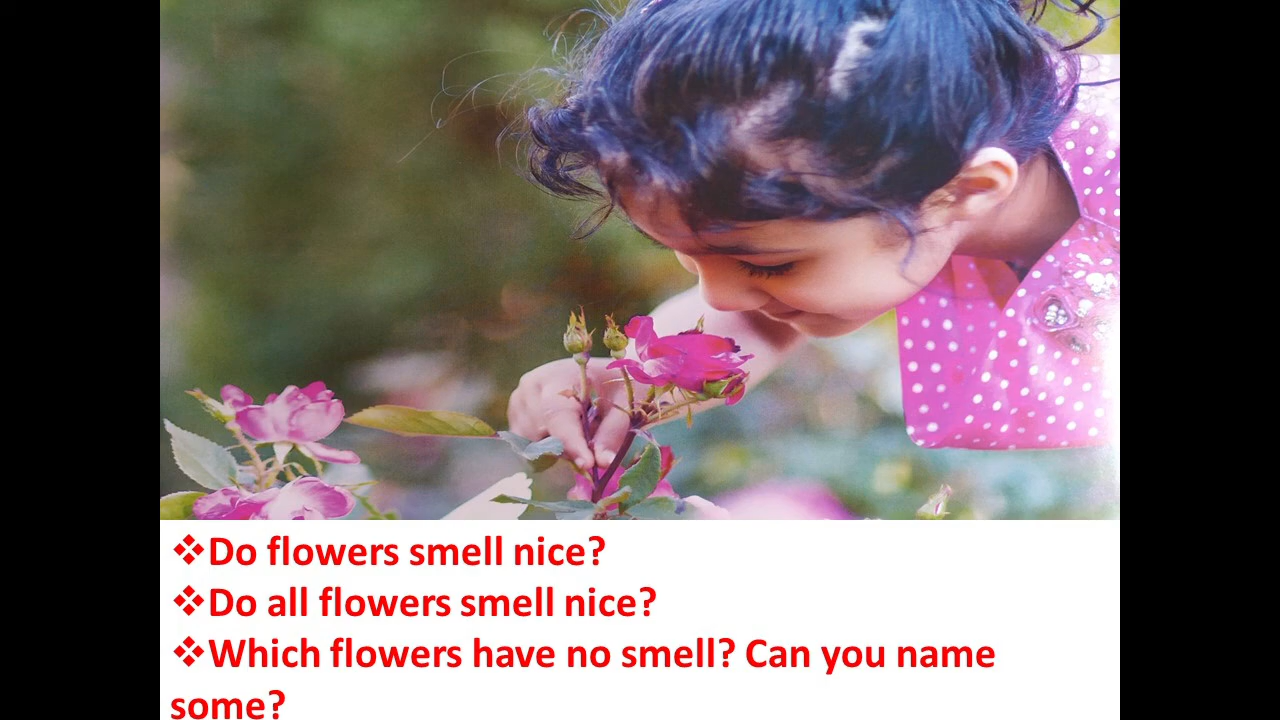 ❖Do flowers smell nice?
❖Do all flowers smell nice?
❖Which flowers have no smell? Can you name
some?